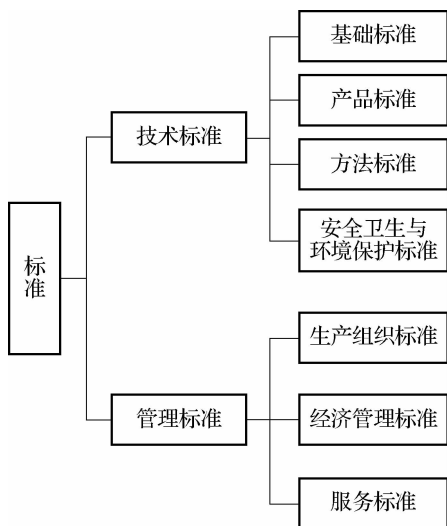 标
准
技术标准
基础标准
产品标准
方法标准
安全卫生与
环境保护标准
管理标准
生产组织标准
经济管理标准
服务标准